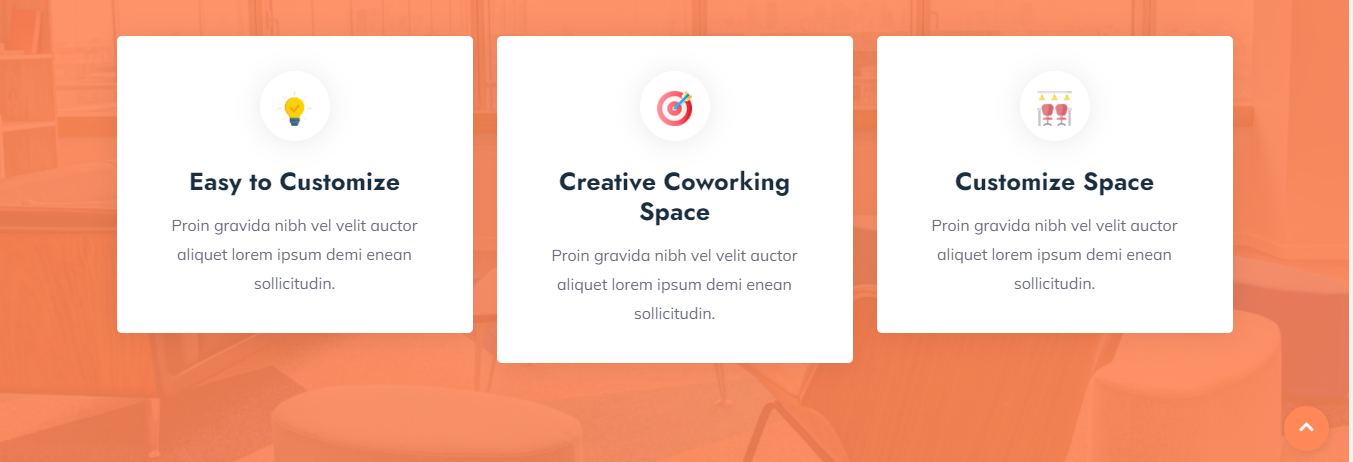 Easy to Customize
Proin gravida nibh vel velit auctor
aliquet lorem ipsum demi enean
sollicitudin.
Creative Coworking
Space
Proin gravida nibh vel velit auctor
aliquet lorem ipsum demi enean
sollicitudin.
Customize Space
Proin gravida nibh vel velit auctor
aliquet lorem ipsum demi enean
sollicitudin.